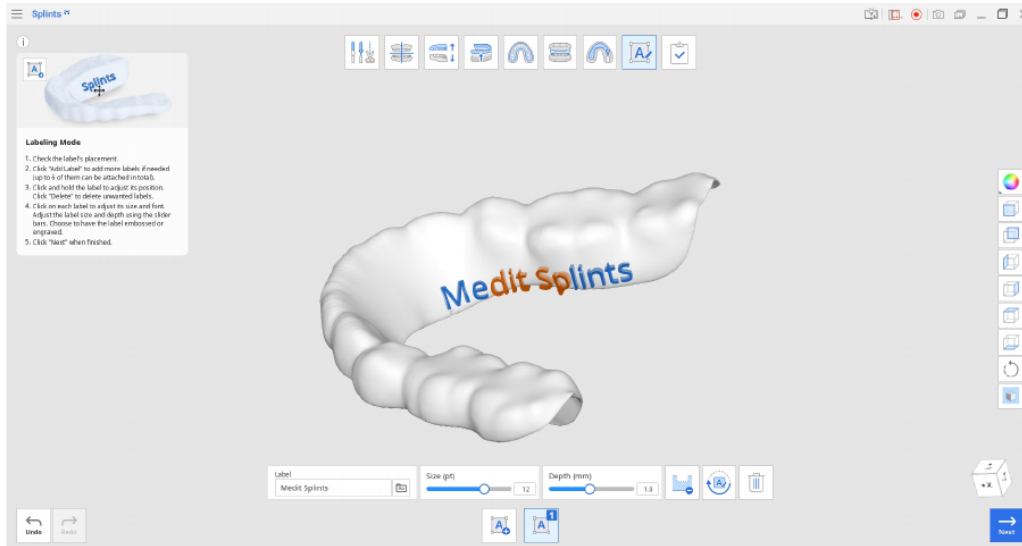 Splints
Splints
Labeling Mode
1. Check the label's placement.
2. Click "Add Label" to add more labels if needed
(up to 6 of them can be attached in total).
3. Click and hold the label to adjust its position.
Click "Delete" to delete unwanted labels.
4. Click on each label to adjust its size and font.
Adjust the label size and depth using the slider
bars. Choose to have the label embossed or
engraved.
5. Click "Next" when finished.
Medit Splints
Label
Medit Splints
Size (pt)
12
Depth (mm)
1.0
Undo
Redo
A
A 1
+X
Next